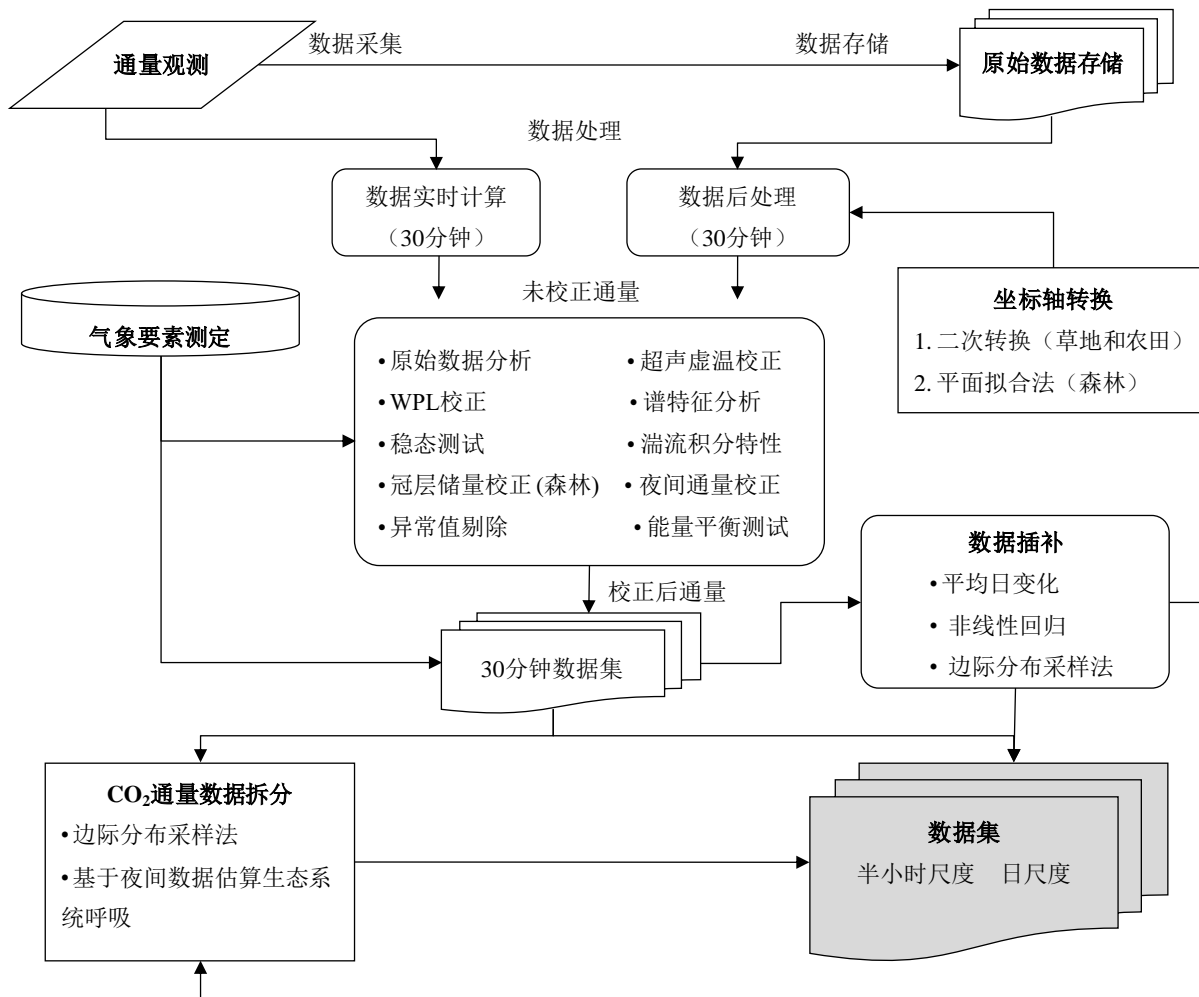 数据采集
数据存储
通量观测
原始数据存储
数据处理
数据实时计算
（30分钟）
数据后处理
（30分钟）
未校正通量
坐标轴转换
1. 二次转换（草地和农田）
2. 平面拟合法（森林）
气象要素测定
•原始数据分析
•超声虚温校正
•WPL校正
•谱特征分析
•稳态测试
•湍流积分特性
•冠层储量校正(森林)
•夜间通量校正
•异常值剔除
•能量平衡测试
数据插补
•平均日变化
•非线性回归
•边际分布采样法
校正后通量
30分钟数据集
CO₂通量数据拆分
•边际分布采样法
•基于夜间数据估算生态系
统呼吸
数据集
半小时尺度 日尺度